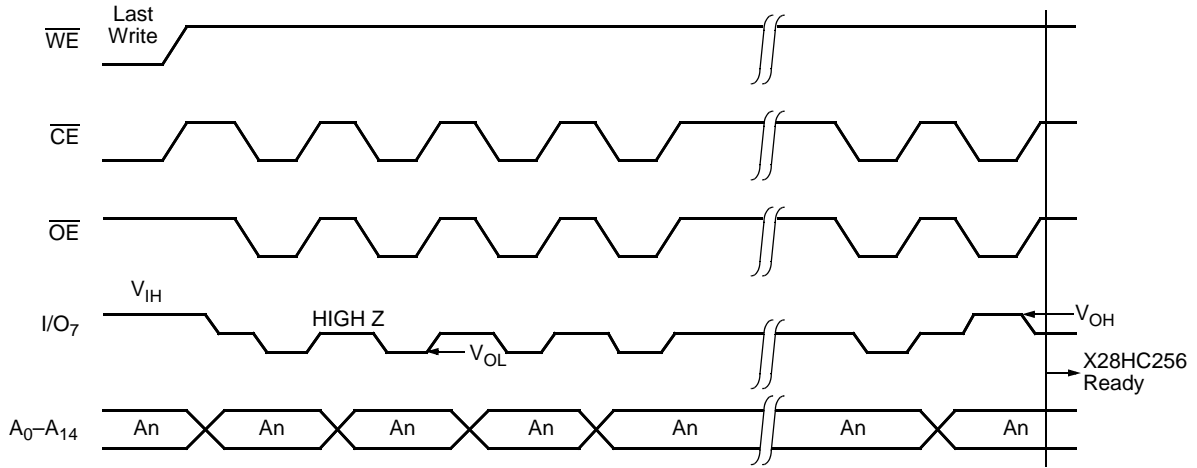 Last
Write
WE
CE
OE
VIH
I/O7
HIGH Z
VOL
VOH
X28HC256
Ready
A0–A14
An An An An An An An